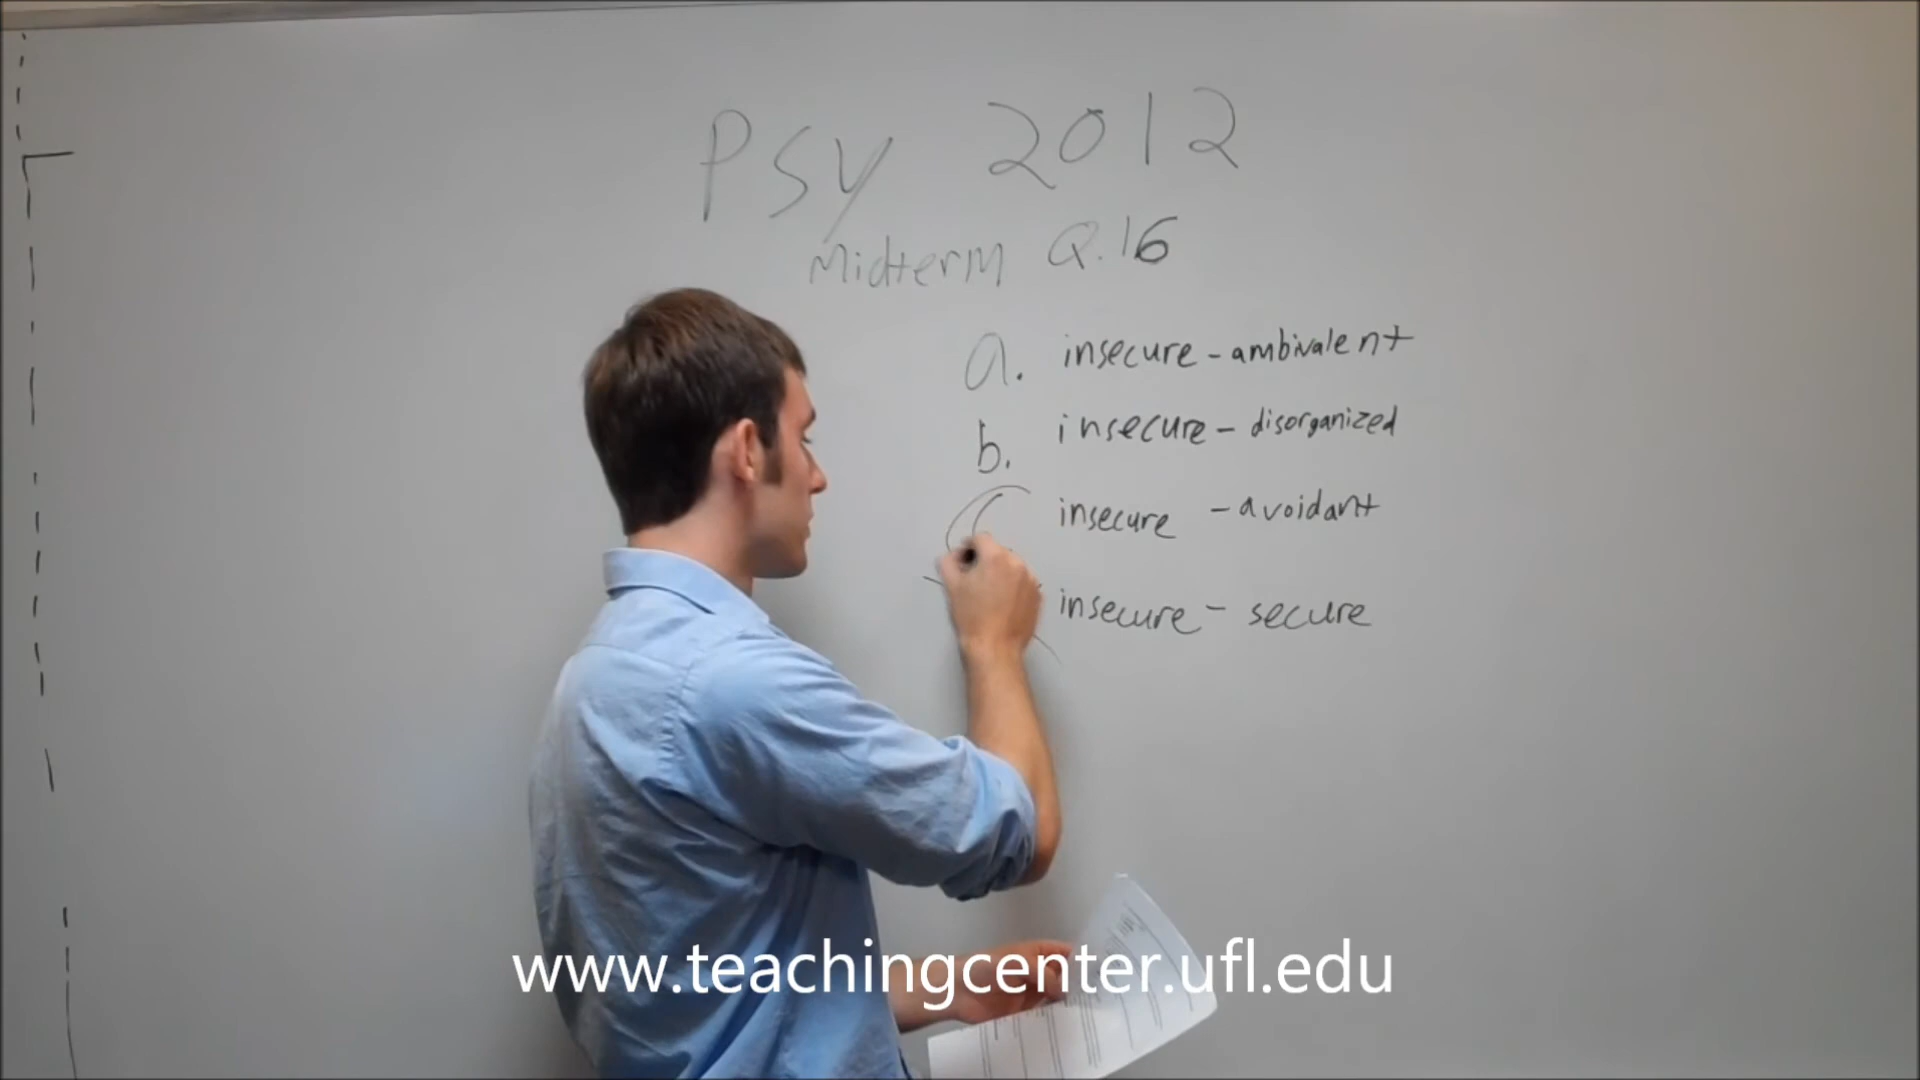 PSY 2012
Midterm Q.16
a. insecure - ambivalent
b. insecure - disorganized
insecure - avoidant
insecure - secure
www.teachingcenter.ufl.edu